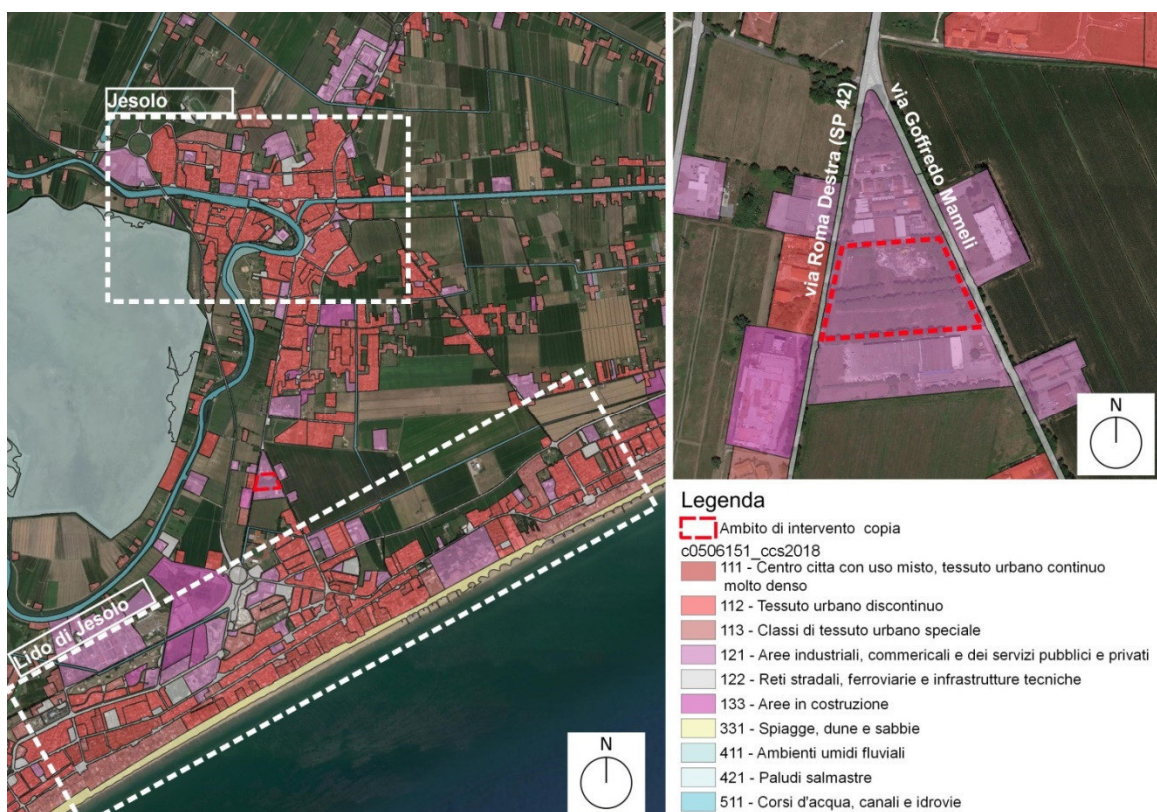 Jesolo
Lido di Jesolo
N
via Roma Destra (SP 42)
via Goffredo Mameli
N
Legenda
Ambito di intervento copia
c0506151_ccs2018
111 - Centro citta con uso misto, tessuto urbano continuo
molto denso
112 - Tessuto urbano discontinuo
113 - Classi di tessuto urbano speciale
121 - Aree industriali, commericali e dei servizi pubblici e privati
122 - Reti stradali, ferroviarie e infrastrutture tecniche
133 - Aree in costruzione
331 - Spiagge, dune e sabbie
411 - Ambienti umidi fluviali
421 - Paludi salmastre
511 - Corsi d'acqua, canali e idrovie